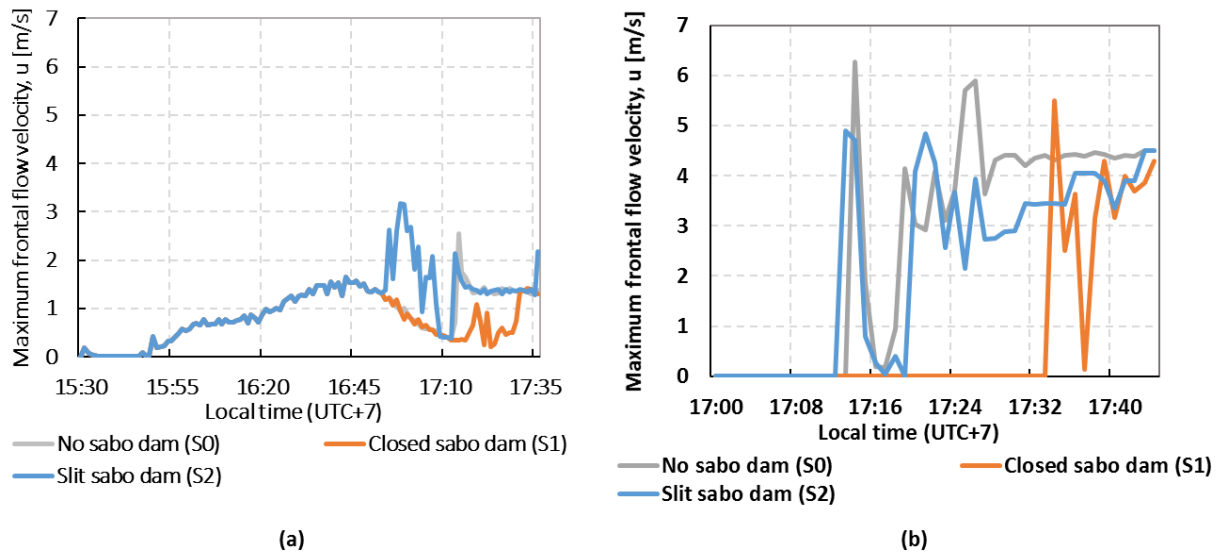 (a)
Maximum frontal flow velocity, u [m/s]
7
6
5
4
3
2
1
0
15:30 15:55 16:20 16:45 17:10 17:35
Local time (UTC+7)
No sabo dam (S0) Closed sabo dam (S1)
Slit sabo dam (S2)
(a)
b)
Maximum frontal flow velocity, u [m/s]
7
6
5
4
3
2
1
0
17:00 17:08 17:16 17:24 17:32 17:40
Local time (UTC+7)
No sabo dam (S0) Closed sabo dam (S1)
Slit sabo dam (S2)
(b)